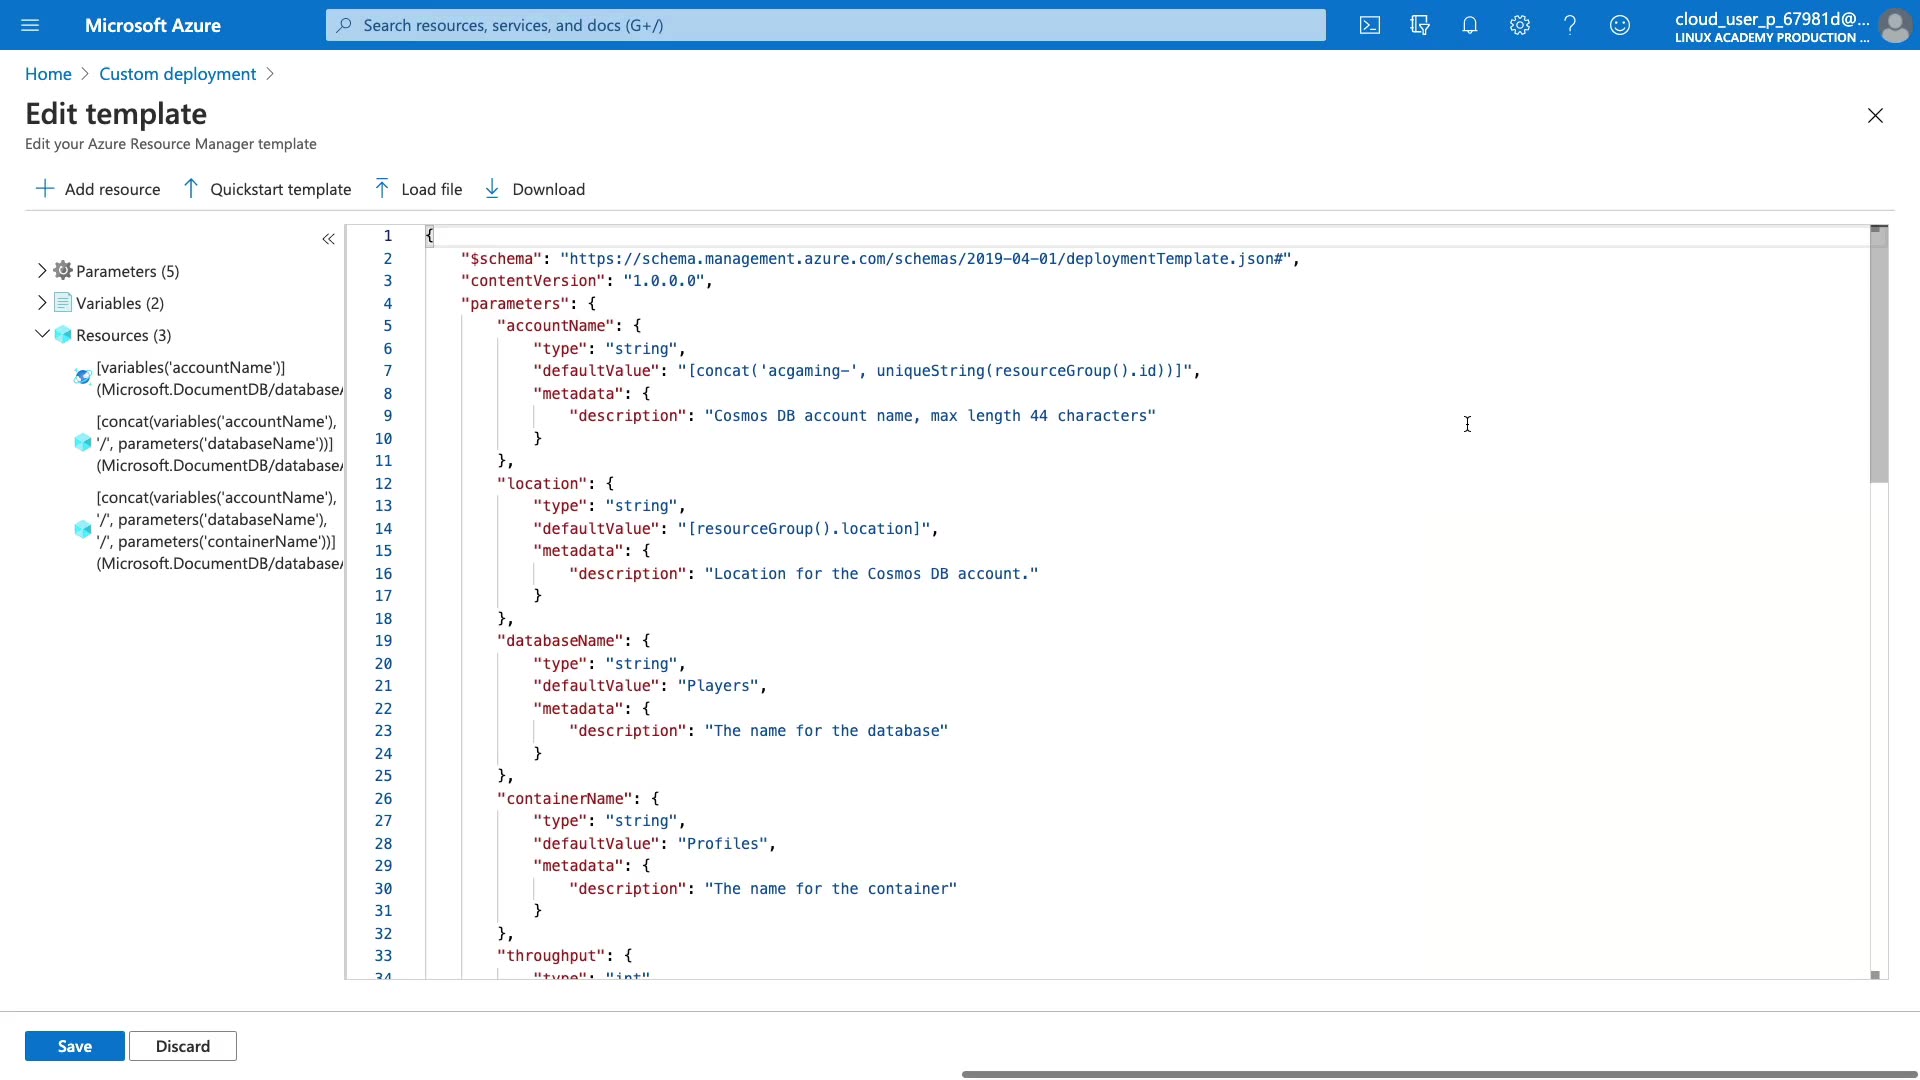 Microsoft Azure
Search resources, services, and docs (G+/)
cloud_user_p_67981d@...
LINUX ACADEMY PRODUCTION ...
Home > Custom deployment >
Edit template
Edit your Azure Resource Manager template
Add resource
Quickstart template
Load file
Download
Parameters (5)
Variables (2)
Resources (3)
[variables('accountName')]
(Microsoft.DocumentDB/database
[concat(variables('accountName'),
'/', parameters('databaseName'))]
(Microsoft.DocumentDB/database
[concat(variables('accountName'),
'/', parameters('databaseName'),
'/', parameters('containerName'))]
(Microsoft.DocumentDB/database
1 {
2 "$schema": "https://schema.management.azure.com/schemas/2019-04-01/deploymentTemplate.json#",
3 "contentVersion": "1.0.0.0",
4 "parameters": {
5 "accountName": {
6 "type": "string",
7 "defaultValue": "[concat('acgaming-', uniqueString(resourceGroup().id))]",
8 "metadata": {
9 "description": "Cosmos DB account name, max length 44 characters"
10 }
11 },
12 "location": {
13 "type": "string",
14 "defaultValue": "[resourceGroup().location]",
15 "metadata": {
16 "description": "Location for the Cosmos DB account."
17 }
18 },
19 "databaseName": {
20 "type": "string",
21 "defaultValue": "Players",
22 "metadata": {
23 "description": "The name for the database"
24 }
25 },
26 "containerName": {
27 "type": "string",
28 "defaultValue": "Profiles",
29 "metadata": {
30 "description": "The name for the container"
31 }
32 },
33 "throughput": {
34 "type": "int"
Save
Discard